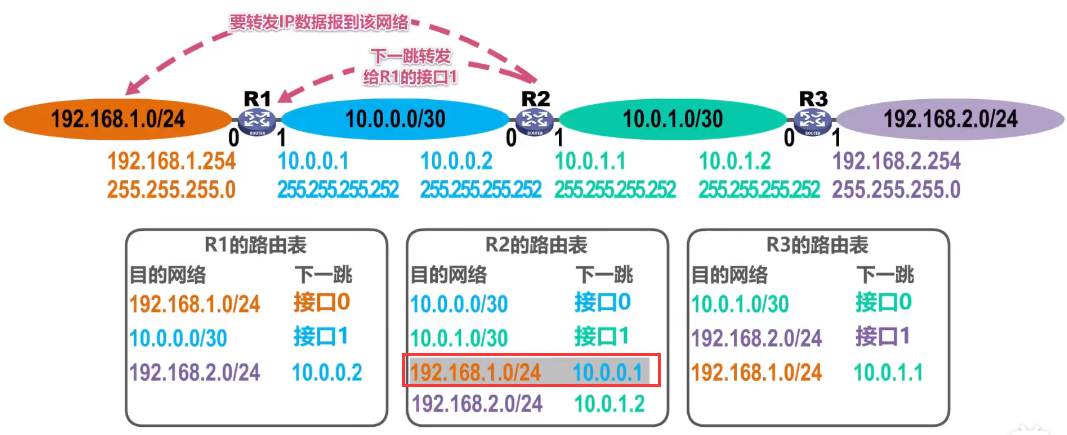 要转发IP数据报到该网络
下一跳转发
给R1的接口1
R1
R2
R3
192.168.1.0/24
10.0.0.0/30
10.0.1.0/30
192.168.2.0/24
0
1
0
1
0
1
192.168.1.254
10.0.0.1
10.0.0.2
10.0.1.1
10.0.1.2
192.168.2.254
255.255.255.0
255.255.255.252
255.255.255.252
255.255.255.252
255.255.255.252
255.255.255.0
R1的路由表
目的网络 下一跳
192.168.1.0/24 接口0
10.0.0.0/30 接口1
192.168.2.0/24 10.0.0.2
R2的路由表
目的网络 下一跳
10.0.0.0/30 接口0
10.0.1.0/30 接口1
192.168.1.0/24 10.0.0.1
192.168.2.0/24 10.0.1.2
R3的路由表
目的网络 下一跳
10.0.1.0/30 接口0
192.168.2.0/24 接口1
192.168.1.0/24 10.0.1.1